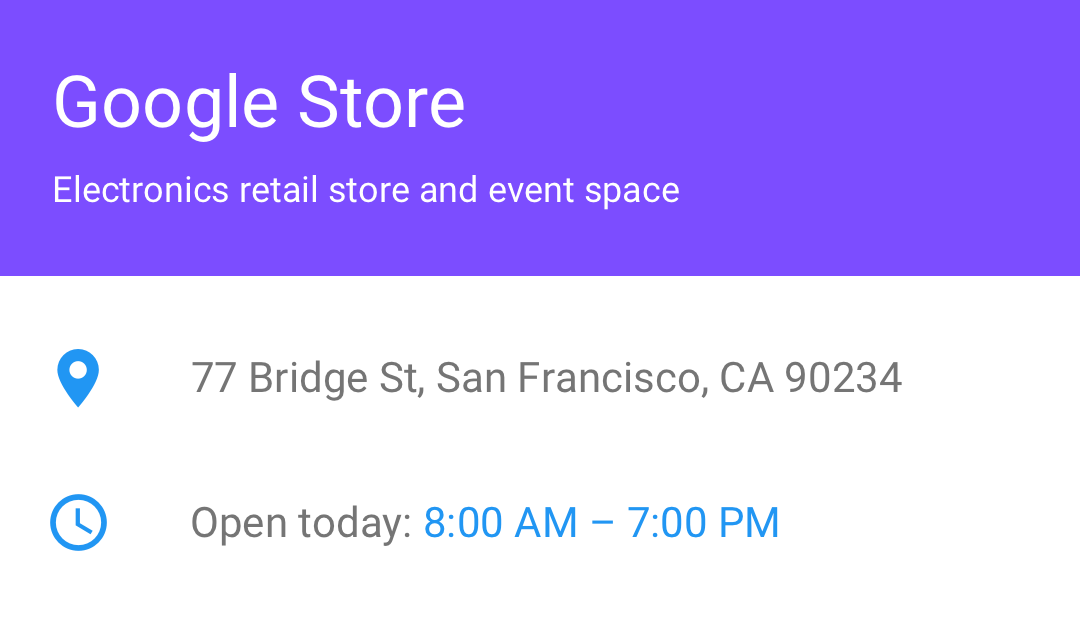 Google Store
Electronics retail store and event space
77 Bridge St, San Francisco, CA 90234
Open today: 8:00 AM – 7:00 PM